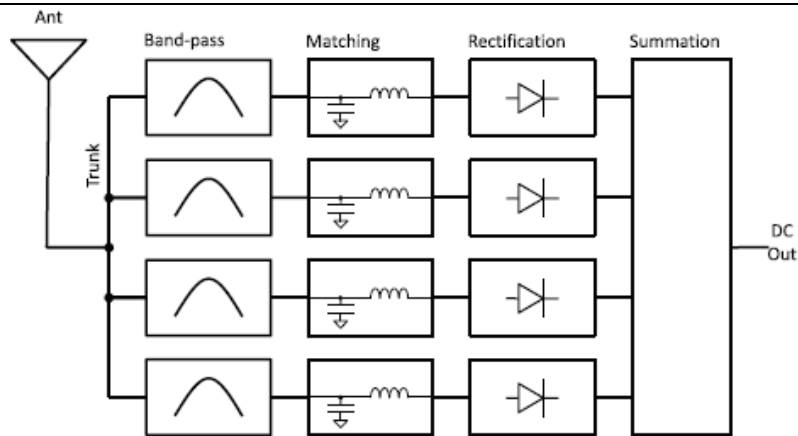 Ant
Band-pass
Matching
Rectification
Summation
Trunk
DC
Out